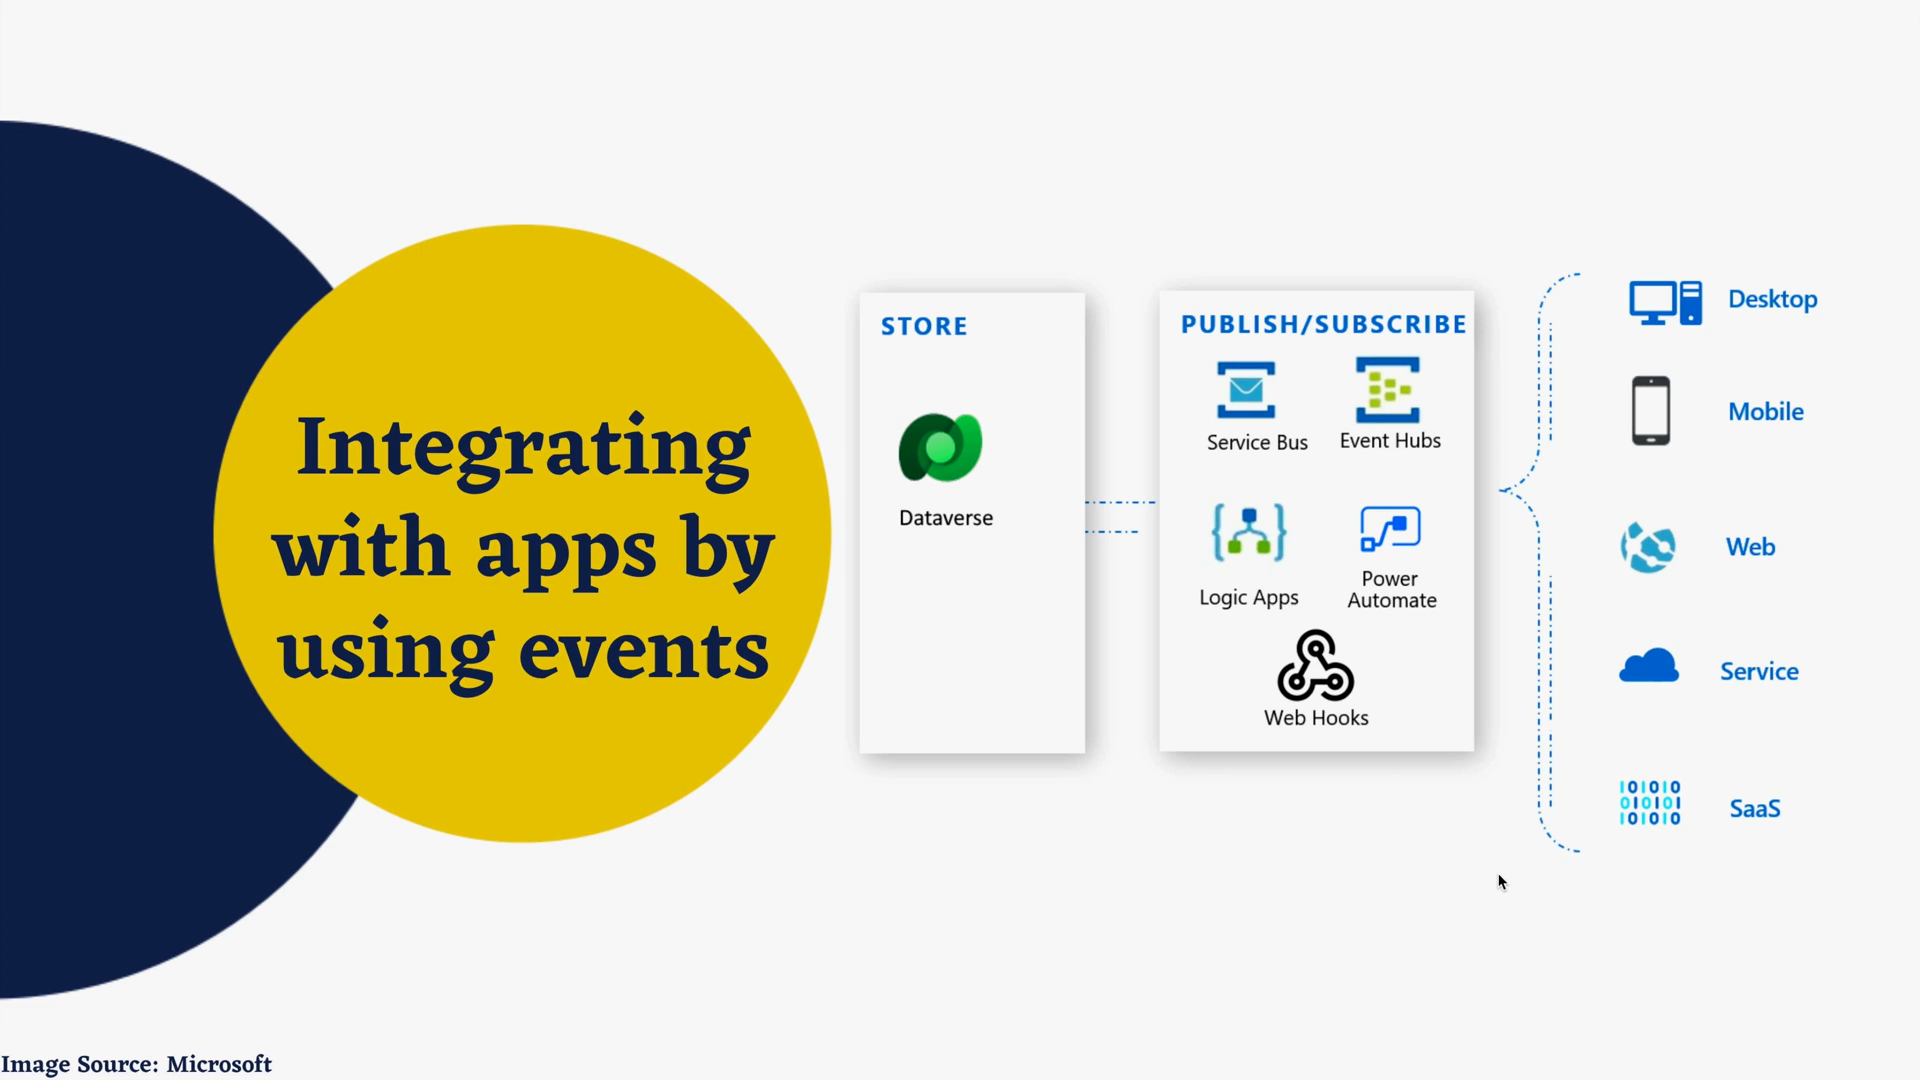 Integrating
with apps by
using events
STORE
Dataverse
PUBLISH/SUBSCRIBE
Service Bus
Event Hubs
Logic Apps
Power
Automate
Web Hooks
Desktop
Mobile
Web
Service
SaaS
Image Source: Microsoft